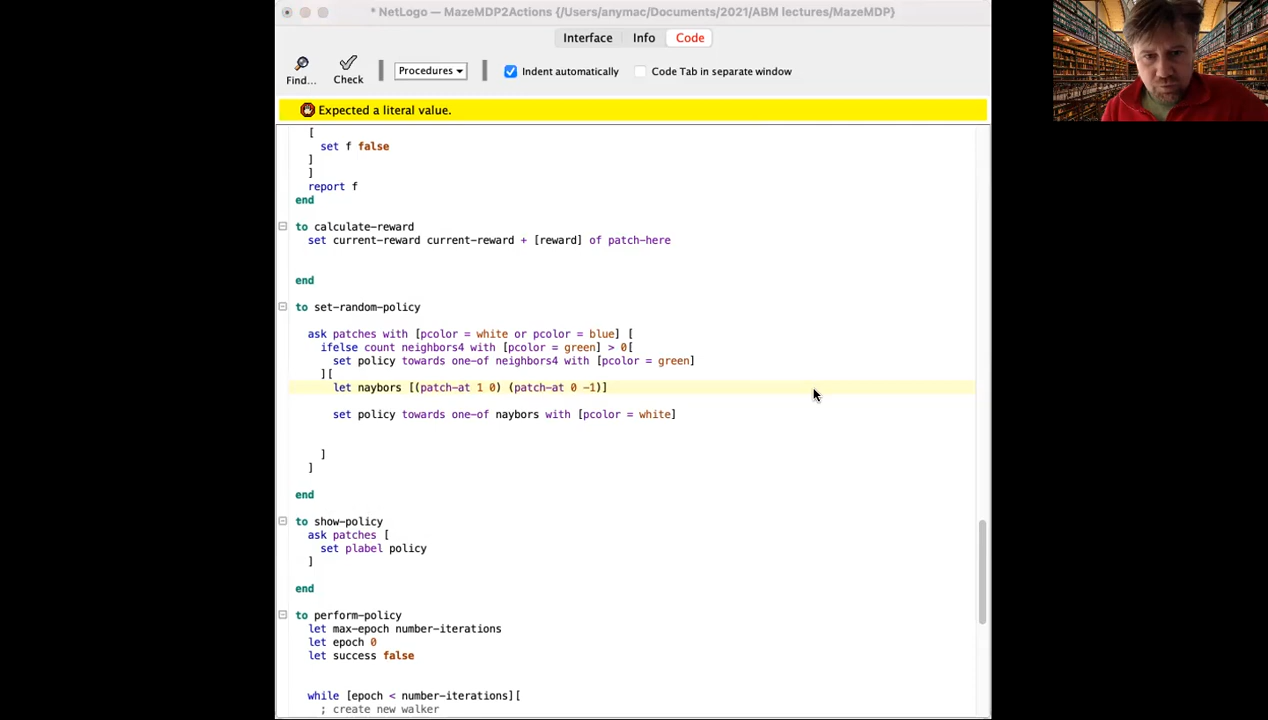 * NetLogo — MazeMDP2Actions {/Users/anymac/Documents/2021/ABM lectures/MazeMDP}
Interface Info Code
Find... Check Procedures Indent automatically Code Tab in separate window
Expected a literal value.
[
set f false
]
]
report f
end
to calculate-reward
set current-reward current-reward + [reward] of patch-here
end
to set-random-policy
ask patches with [pcolor = white or pcolor = blue] [
ifelse count neighbors4 with [pcolor = green] > 0[
set policy towards one-of neighbors4 with [pcolor = green]
][
let naybors [(patch-at 1 0) (patch-at 0 -1)]
set policy towards one-of naybors with [pcolor = white]
]
]
end
to show-policy
ask patches [
set plabel policy
]
end
to perform-policy
let max-epoch number-iterations
let epoch 0
let success false
while [epoch < number-iterations][
; create new walker